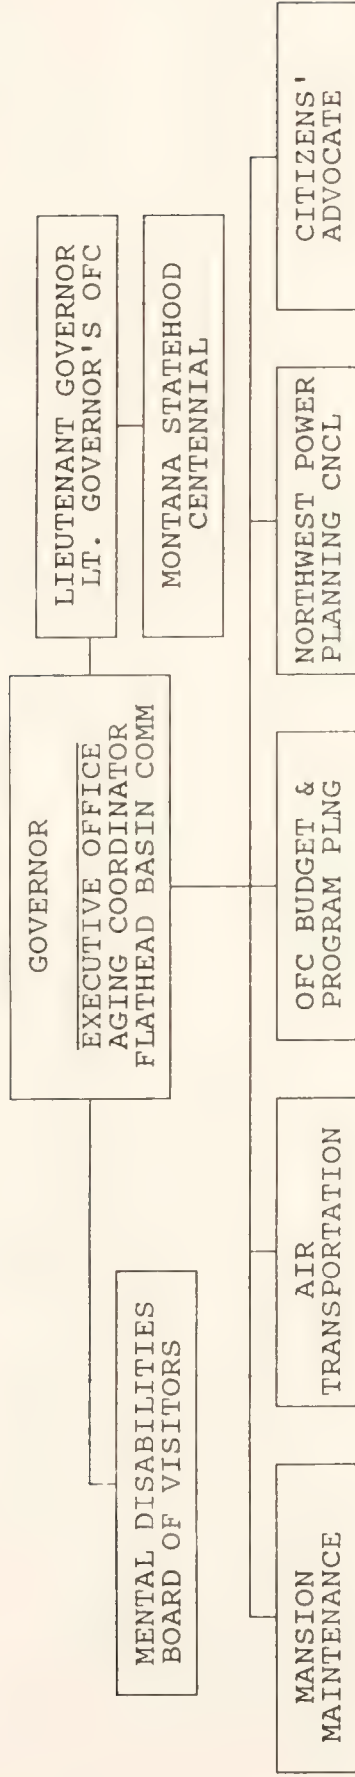 GOVERNOR
EXECUTIVE OFFICE
AGING COORDINATOR
FLATHEAD BASIN COMM
LIEUTENANT GOVERNOR
LT. GOVERNOR'S OFC
MONTANA STATEHOOD
CENTENNIAL
MENTAL DISABILITIES
BOARD OF VISITORS
MANSION
MAINTENANCE
AIR
TRANSPORTATION
OFC BUDGET &
PROGRAM PLNG
NORTHWEST POWER
PLANNING CNCL
CITIZENS'
ADVOCATE